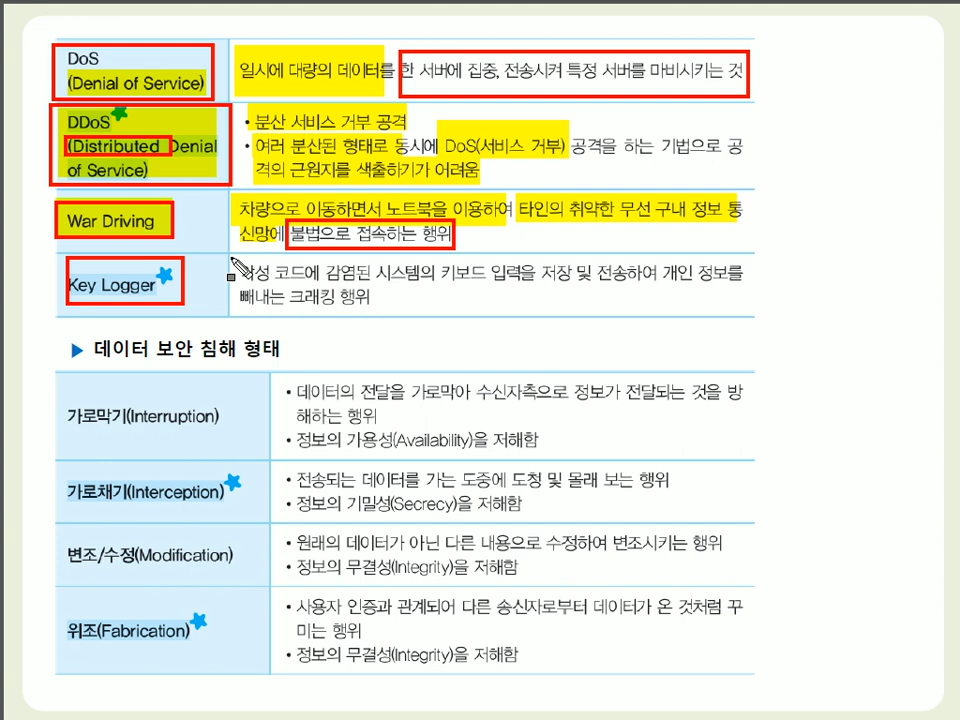 DoS
(Denial of Service)
일시에 대량의 데이터를 한 서버에 집중, 전송시켜 특정 서버를 마비시키는 것
DDoS
(Distributed Denial
of Service)
• 분산 서비스 거부 공격
• 여러 분산된 형태로 동시에 DoS(서비스 거부) 공격을 하는 기법으로 공
격의 근원지를 색출하기가 어려움
War Driving
차량으로 이동하면서 노트북을 이용하여 타인의 취약한 무선 구내 정보 통
신망에 불법으로 접속하는 행위
Key Logger
성 코드에 감염된 시스템의 키보드 입력을 저장 및 전송하여 개인 정보를
빼내는 크래킹 행위
▶ 데이터 보안 침해 형태
가로막기(Interruption)
• 데이터의 전달을 가로막아 수신자측으로 정보가 전달되는 것을 방
해하는 행위
• 정보의 가용성(Availability)을 저해함
가로채기(Interception)
• 전송되는 데이터를 가는 도중에 도청 및 몰래 보는 행위
• 정보의 기밀성(Secrecy)을 저해함
변조/수정(Modification)
• 원래의 데이터가 아닌 다른 내용으로 수정하여 변조시키는 행위
• 정보의 무결성(Integrity)을 저해함
위조(Fabrication)
• 사용자 인증과 관계되어 다른 송신자로부터 데이터가 온 것처럼 꾸
미는 행위
• 정보의 무결성(Integrity)을 저해함